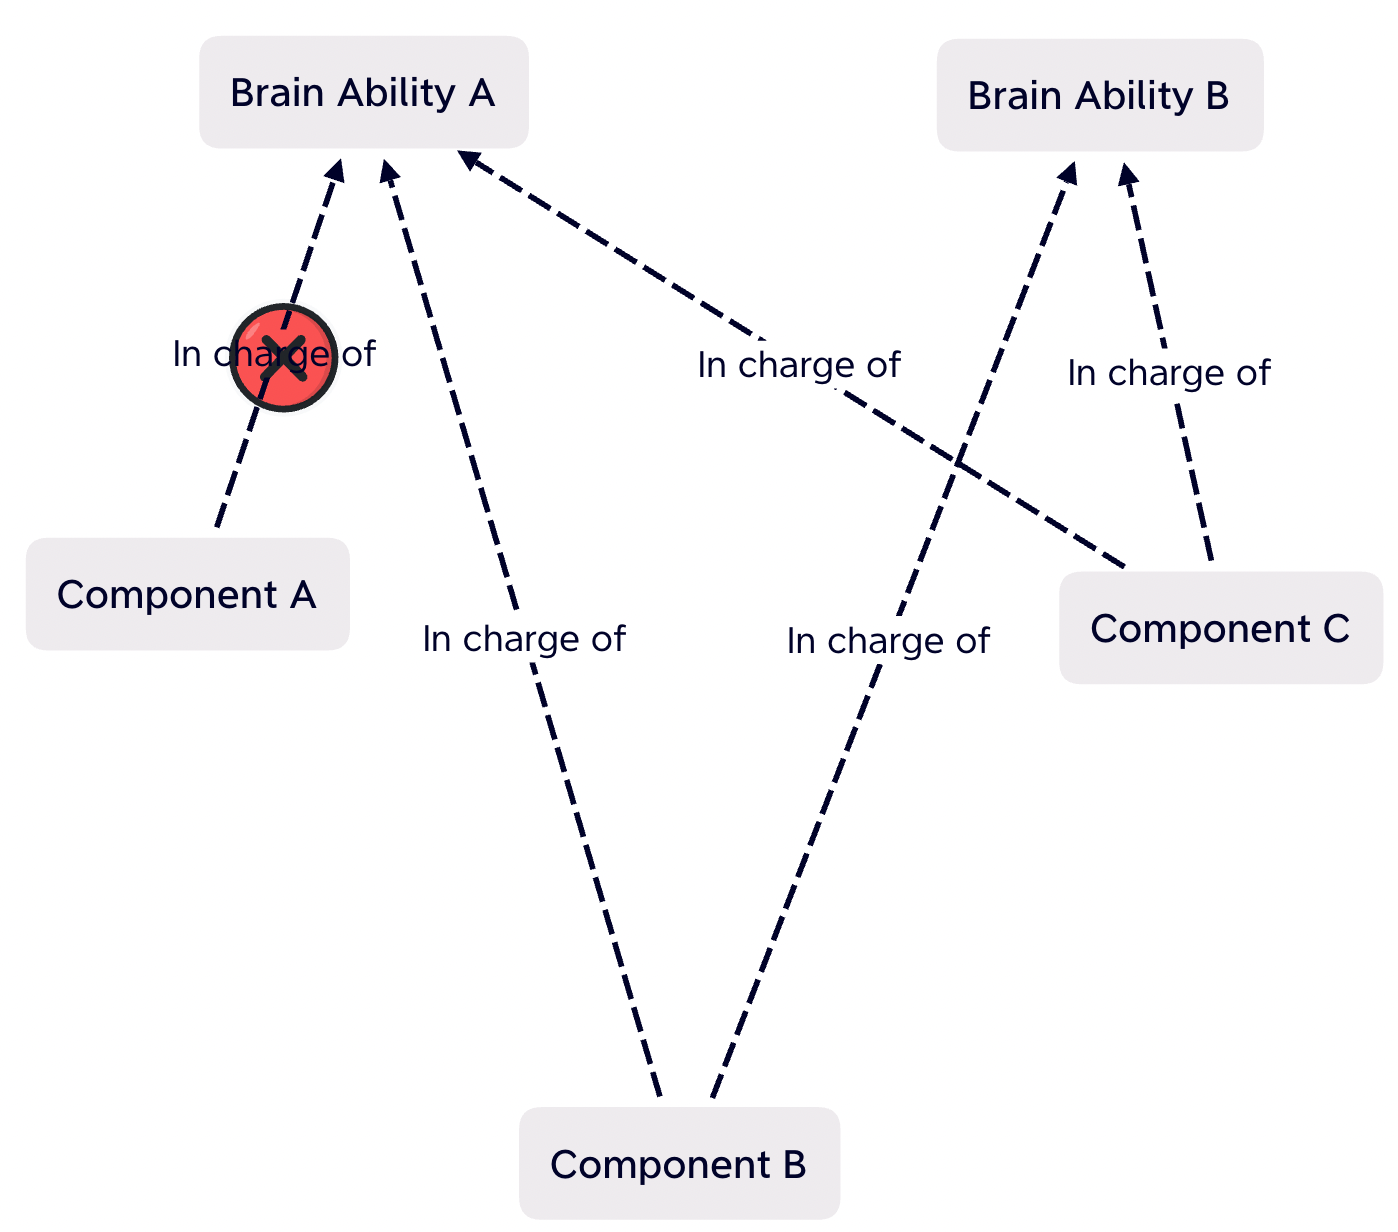 Brain Ability A
Brain Ability B
In charge of
In charge of
In charge of
Component A
Component C
In charge of
In charge of
Component B